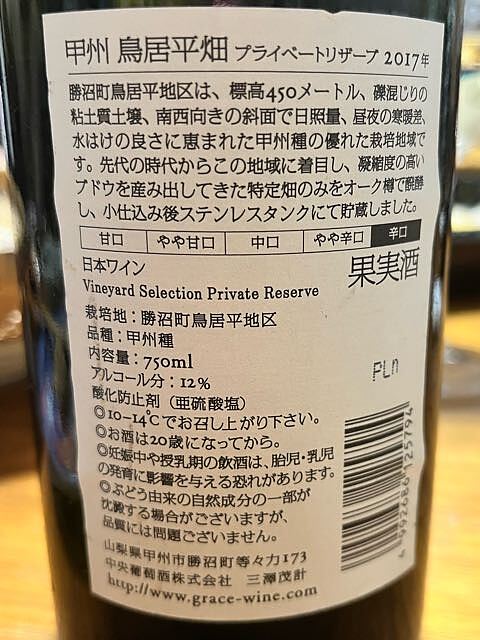 甲州 鳥居平畑 プライベートリザーブ 2017年
勝沼町鳥居平地区は、標高450メートル、礫混じりの
粘土質土壌、南西向きの斜面で日照量、昼夜の寒暖差、
水はけの良さに恵まれた甲州種の優れた栽培地域で
す。先代の時代からこの地域に着目し、凝縮度の高い
ブドウを産み出してきた特定畑のみをオーク樽で醗酵
し、小仕込み後ステンレスタンクにて貯蔵しました。
甘口 やや甘口 中口 やや辛口 辛口
日本ワイン 果実酒
Vineyard Selection Private Reserve
栽培地：勝沼町鳥居平地区
品種：甲州種
内容量：750ml
アルコール分：12%
酸化防止剤（亜硫酸塩）
◎10-14℃でお召し上がり下さい。
◎お酒は20歳になってから。
◎妊娠中や授乳期の飲酒は、胎児・乳児
の発育に影響を与える恐れがあります。
◎ぶどう由来の自然成分の一部が
沈澱する場合がございますが、
品質には問題ございません。
山梨県甲州市勝沼町等々力173
中央葡萄酒株式会社 三澤茂計
http://www.grace-wine.com
PLn
4 992686 125794